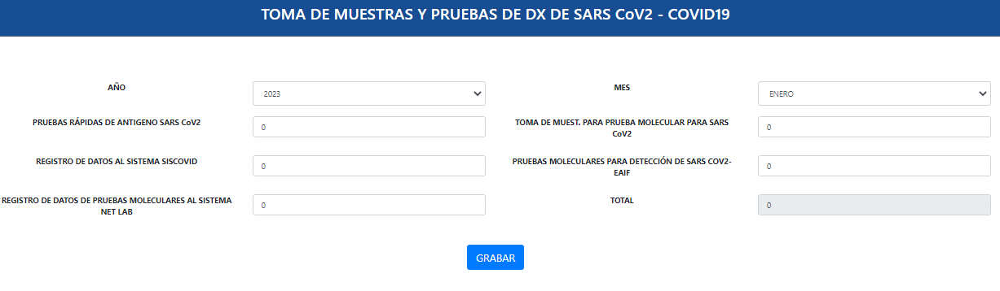 TOMA DE MUESTRAS Y PRUEBAS DE DX DE SARS CoV2 - COVID19
AÑO
2023
MES
ENERO
PRUEBAS RÁPIDAS DE ANTIGENO SARS CoV2
0
TOMA DE MUEST. PARA PRUEBA MOLECULAR PARA SARS
CoV2
0
REGISTRO DE DATOS AL SISTEMA SISCOVID
0
PRUEBAS MOLECULARES PARA DETECCIÓN DE SARS COV2-
EAIF
0
REGISTRO DE DATOS DE PRUEBAS MOLECULARES AL SISTEMA
NET LAB
0
TOTAL
0
GRABAR